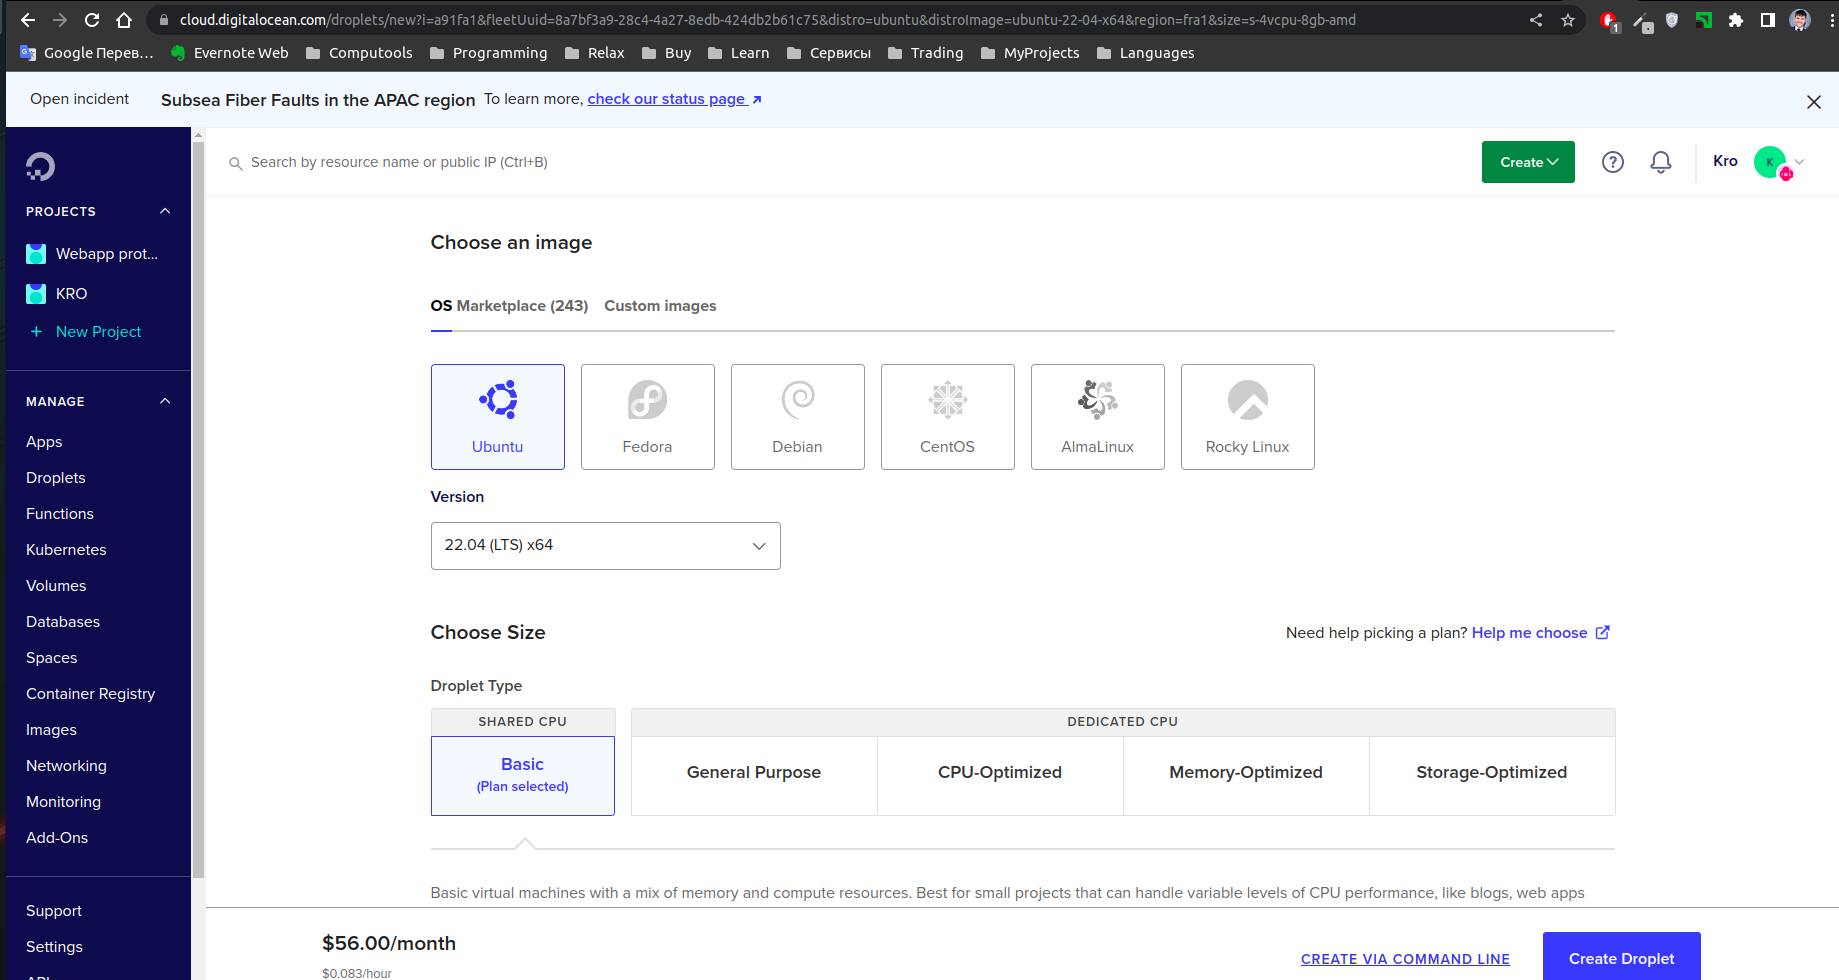 cloud.digitalocean.com/droplets/new?i=a91fa1&fleetUuid=8a7bf3a9-28c4-4a27-8edb-424db2b61c75&distro=ubuntu&distroImage=ubuntu-22-04-x64&region=fra1&size=s-4vcpu-8gb-amd
1
Google Перев... Evernote Web Computools Programming Relax Buy Learn Сервисы Trading MyProjects Languages
Open incident Subsea Fiber Faults in the APAC region To learn more, check our status page
Search by resource name or public IP (Ctrl+B)
Create
Kro
K
PROJECTS
Webapp prot...
KRO
+ New Project
MANAGE
Apps
Droplets
Functions
Kubernetes
Volumes
Databases
Spaces
Container Registry
Images
Networking
Monitoring
Add-Ons
Support
Settings
API
Choose an image
OS Marketplace (243) Custom images
Ubuntu Fedora Debian CentOS AlmaLinux Rocky Linux
Version
22.04 (LTS) x64
Choose Size
Need help picking a plan? Help me choose
Droplet Type
SHARED CPU DEDICATED CPU
Basic
(Plan selected)
General Purpose CPU-Optimized Memory-Optimized Storage-Optimized
Basic virtual machines with a mix of memory and compute resources. Best for small projects that can handle variable levels of CPU performance, like blogs, web apps
$56.00/month
$0.083/hour
CREATE VIA COMMAND LINE
Create Droplet